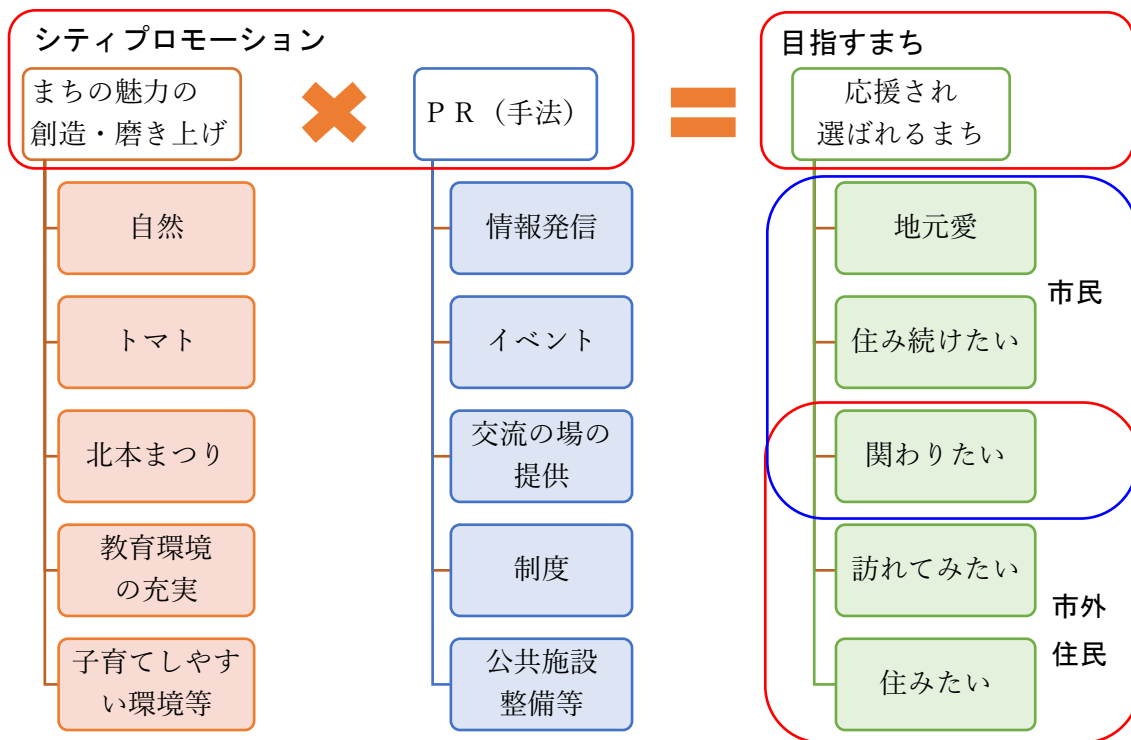 シティプロモーション
まちの魅力の
創造・磨き上げ
ＰＲ（手法）
目指すまち
応援され
選ばれるまち
自然
トマト
北本まつり
教育環境
の充実
子育てしやす
い環境等
情報発信
イベント
交流の場の
提供
制度
公共施設
整備等
地元愛
住み続けたい
関わりたい
訪れてみたい
住みたい
市民
市外
住民